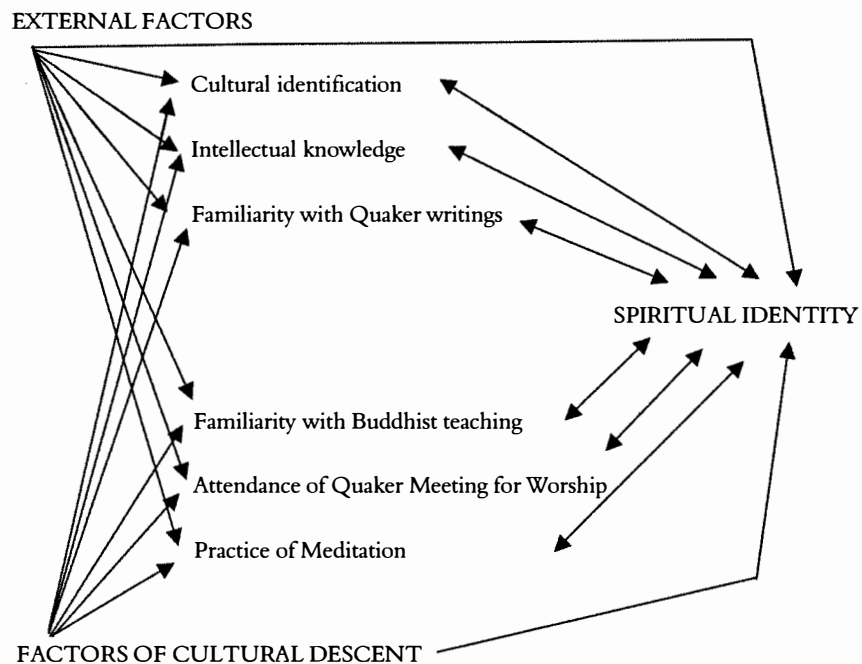 EXTERNAL FACTORS
Cultural identification
Intellectual knowledge
Familiarity with Quaker writings
SPIRITUAL IDENTITY
Familiarity with Buddhist teaching
Attendance of Quaker Meeting for Worship
Practice of Meditation
FACTORS OF CULTURAL DESCENT